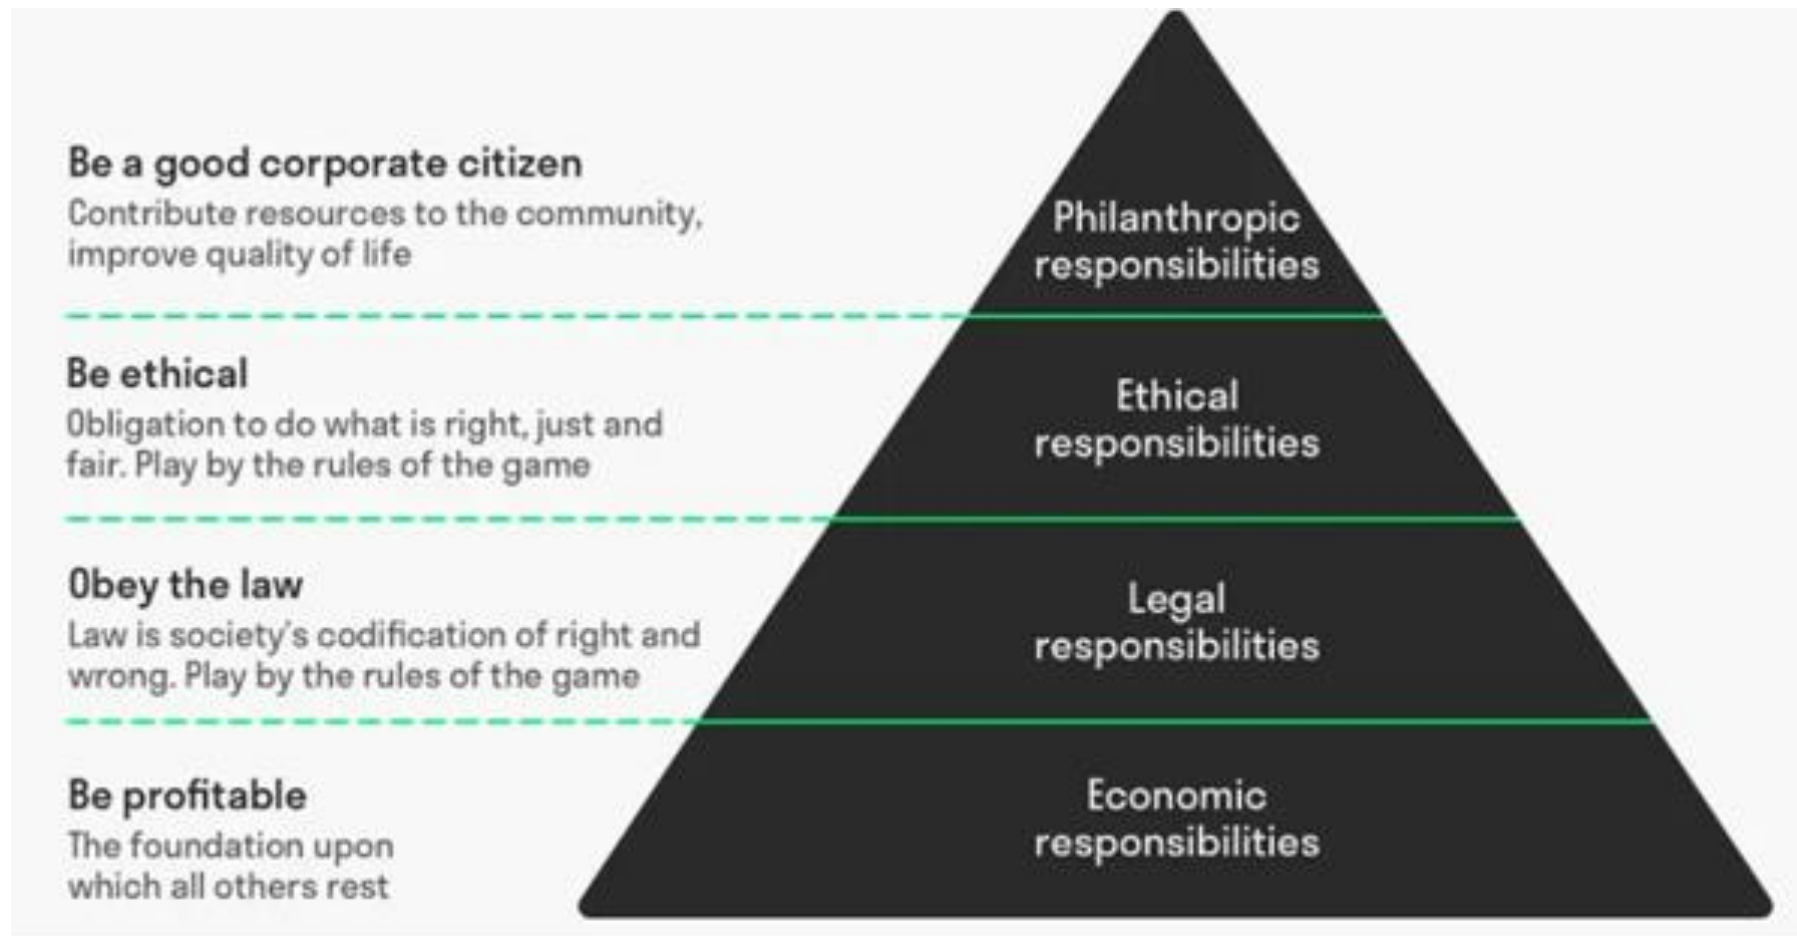 Be a good corporate citizen
Contribute resources to the community,
improve quality of life
Philanthropic
responsibilities
Be ethical
Obligation to do what is right, just and
fair. Play by the rules of the game
Ethical
responsibilities
Obey the law
Law is society's codification of right and
wrong. Play by the rules of the game
Legal
responsibilities
Be profitable
The foundation upon
which all others rest
Economic
responsibilities